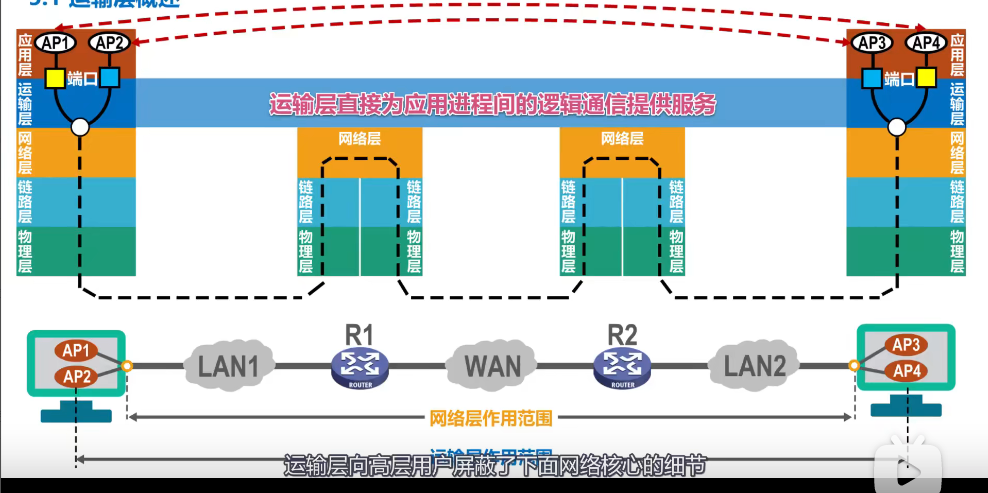 5.1 运输层概述
AP1 AP2 AP3 AP4
应用层 端口 端口 应用层
运输层 运输层直接为应用进程间的逻辑通信提供服务 运输层
网络层 网络层 网络层 网络层
链路层 链路层 链路层 链路层 链路层 链路层
物理层 物理层 物理层 物理层 物理层 物理层
R1 R2
AP1 LAN1 WAN LAN2 AP3
AP2 AP4
ROUTER ROUTER
网络层作用范围
运输层作用范围
运输层向高层用户屏蔽了下面网络核心的细节